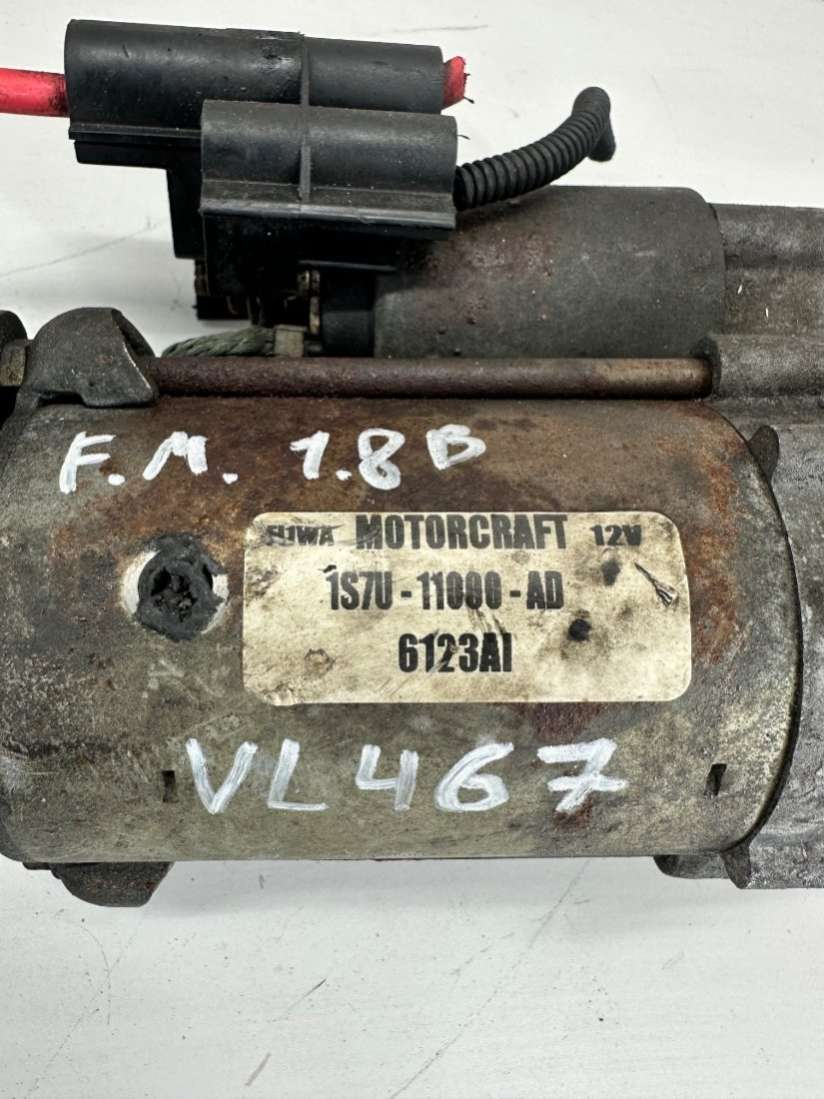 F.M. 1.8B
MOTORCRAFT 12V
1S7U-11000-AD
6123AI
VL467